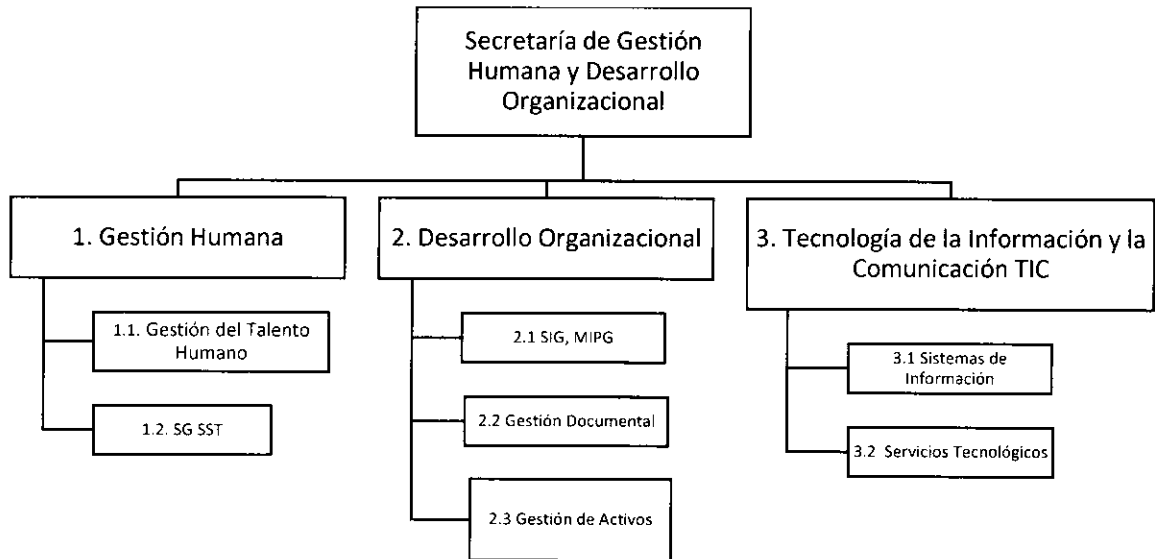 Secretaría de Gestión
Humana y Desarrollo
Organizacional
1. Gestión Humana
2. Desarrollo Organizacional
3. Tecnología de la Información y la
Comunicación TIC
1.1. Gestión del Talento
Humano
1.2. SG SST
2.1 SIG, MIPG
2.2 Gestión Documental
2.3 Gestión de Activos
3.1 Sistemas de
Información
3.2 Servicios Tecnológicos